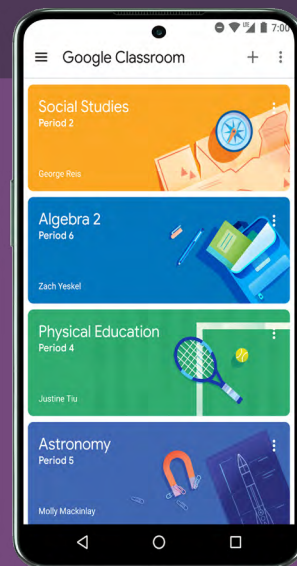 LTE 7:00
Google Classroom
Social Studies
Period 2
George Reis
Algebra 2
Period 6
Zach Yeskel
Physical Education
Period 4
Justine Tiu
Astronomy
Period 5
Molly Mackinlay